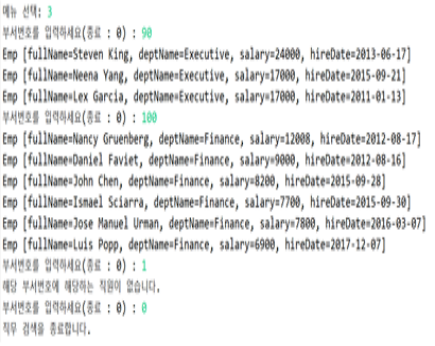 메뉴 선택: 3
부서번호를 입력하세요(종료 : 0) : 90
Emp [fullName=Steven King, deptName=Executive, salary=24000, hireDate=2013-06-17]
Emp [fullName=Neena Yang, deptName=Executive, salary=17000, hireDate=2015-09-21]
Emp [fullName=Lex Garcia, deptName=Executive, salary=17000, hireDate=2011-01-13]
부서번호를 입력하세요(종료 : 0) : 100
Emp [fullName=Nancy Gruenberg, deptName=Finance, salary=12008, hireDate=2012-08-17]
Emp [fullName=Daniel Faviet, deptName=Finance, salary=9000, hireDate=2012-08-16]
Emp [fullName=John Chen, deptName=Finance, salary=8200, hireDate=2015-09-28]
Emp [fullName=Ismael Sciarra, deptName=Finance, salary=7700, hireDate=2015-09-30]
Emp [fullName=Jose Manuel Urman, deptName=Finance, salary=7800, hireDate=2016-03-07]
Emp [fullName=Luis Popp, deptName=Finance, salary=6900, hireDate=2017-12-07]
부서번호를 입력하세요(종료 : 0) : 1
해당 부서번호에 해당하는 직원이 없습니다.
부서번호를 입력하세요(종료 : 0) : 0
직무 검색을 종료합니다.